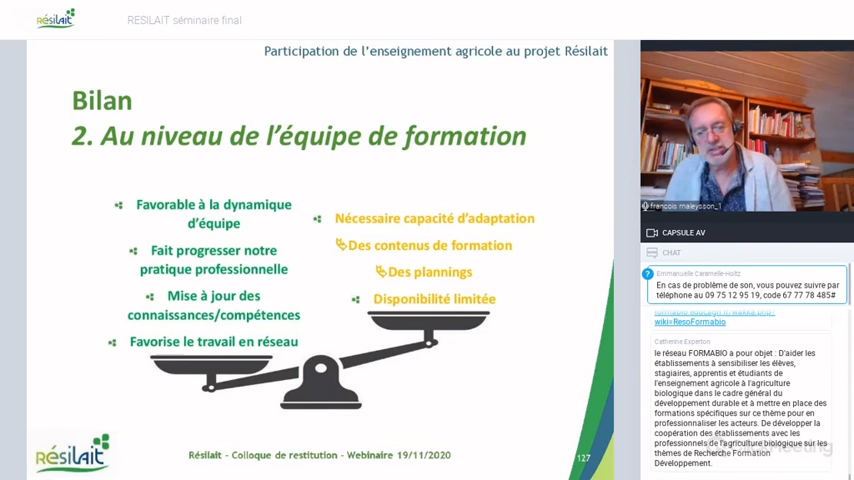 Résilait
RESILAIT séminaire final
Participation de l'enseignement agricole au projet Résilait
Bilan
2. Au niveau de l'équipe de formation
Favorable à la dynamique
d'équipe
Fait progresser notre
pratique professionnelle
Mise à jour des
connaissances/compétences
Favorise le travail en réseau
Nécessaire capacité d'adaptation
Des contenus de formation
Des plannings
Disponibilité limitée
Résilait
Résilait - Colloque de restitution - Webinaire 19/11/2020
127
francois maleysson_1
CAPSULE AV
CHAT
?
Emmanuelle Caramelle-Holtz
En cas de problème de son, vous pouvez suivre par
téléphone au 09 75 12 95 19, code 67 77 78 485#
wiki=ResoFormabio
Catherine Experton
le réseau FORMABIO a pour objet : D'aider les
établissements à sensibiliser les élèves,
stagiaires, apprentis et étudiants de
l'enseignement agricole à l'agriculture
biologique dans le cadre général du
développement durable et à mettre en place des
formations spécifiques sur ce thème pour en
professionnaliser les acteurs. De développer la
coopération des établissements avec les
professionnels de l'agriculture biologique sur les
thèmes de Recherche Formation
Développement.